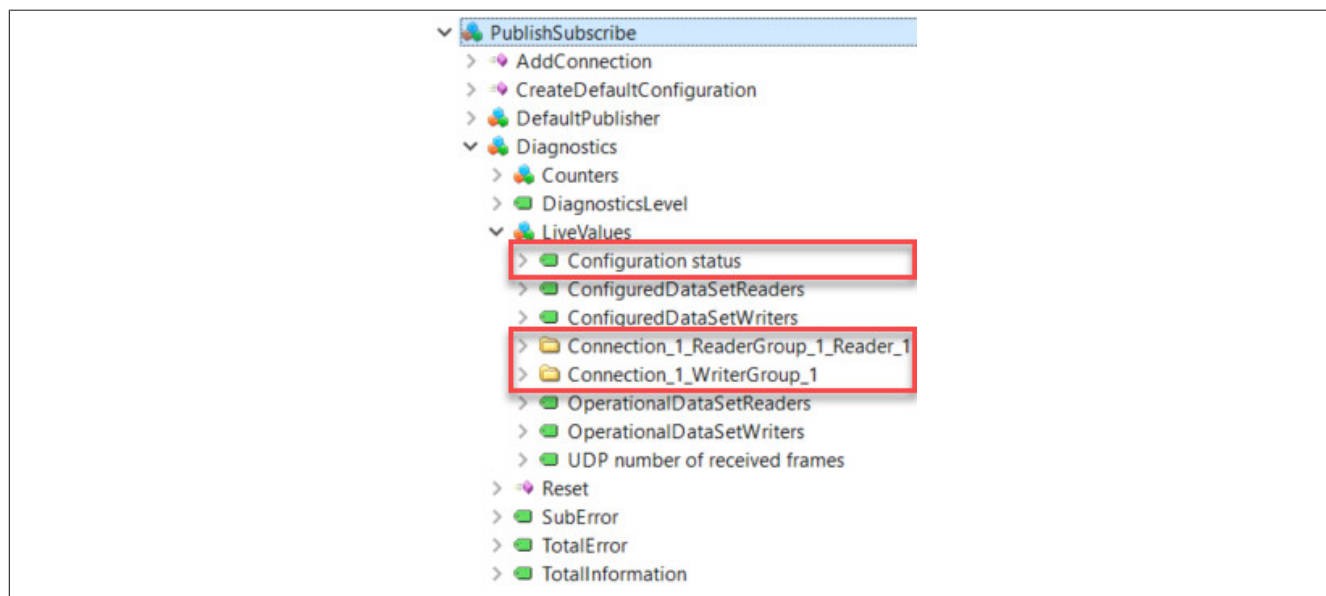 PublishSubscribe
AddConnection
CreateDefaultConfiguration
DefaultPublisher
Diagnostics
Counters
DiagnosticsLevel
LiveValues
Configuration status
ConfiguredDataSetReaders
ConfiguredDataSetWriters
Connection_1_ReaderGroup_1_Reader_1
Connection_1_WriterGroup_1
OperationalDataSetReaders
OperationalDataSetWriters
UDP number of received frames
Reset
SubError
TotalError
TotalInformation